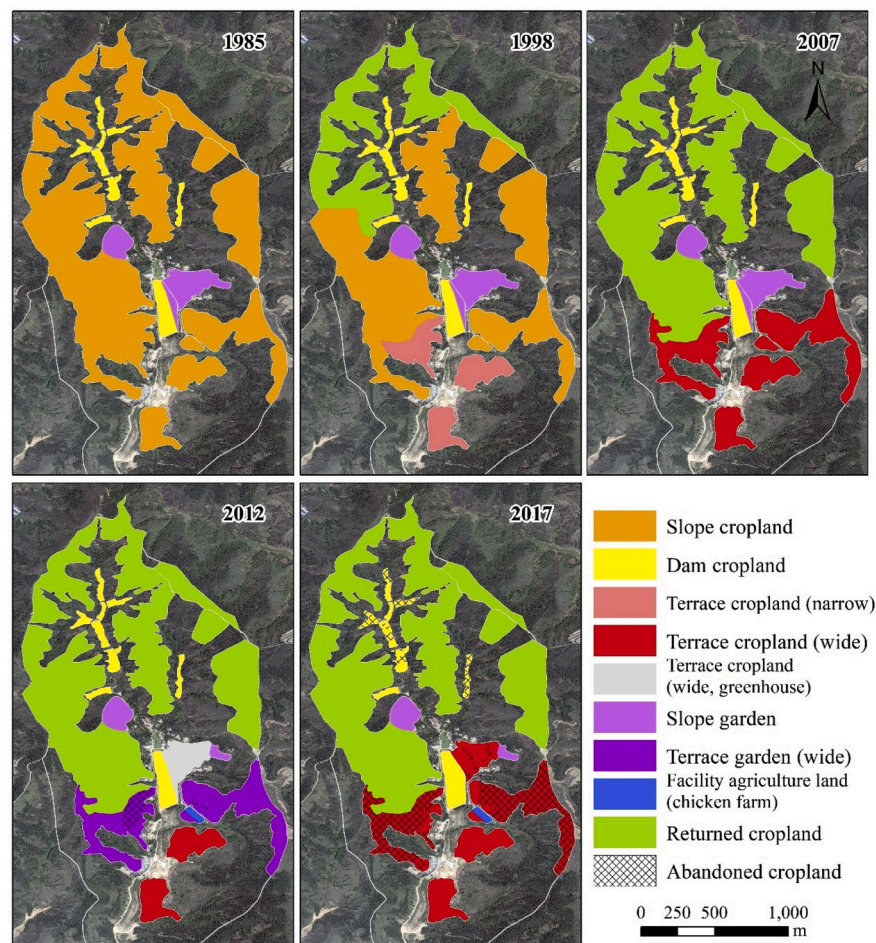 1985
1998
2007
N
2012
2017
Slope cropland
Dam cropland
Terrace cropland (narrow)
Terrace cropland (wide)
Terrace cropland
(wide, greenhouse)
Slope garden
Terrace garden (wide)
Facility agriculture land
(chicken farm)
Returned cropland
Abandoned cropland
0 250 500 1,000
m